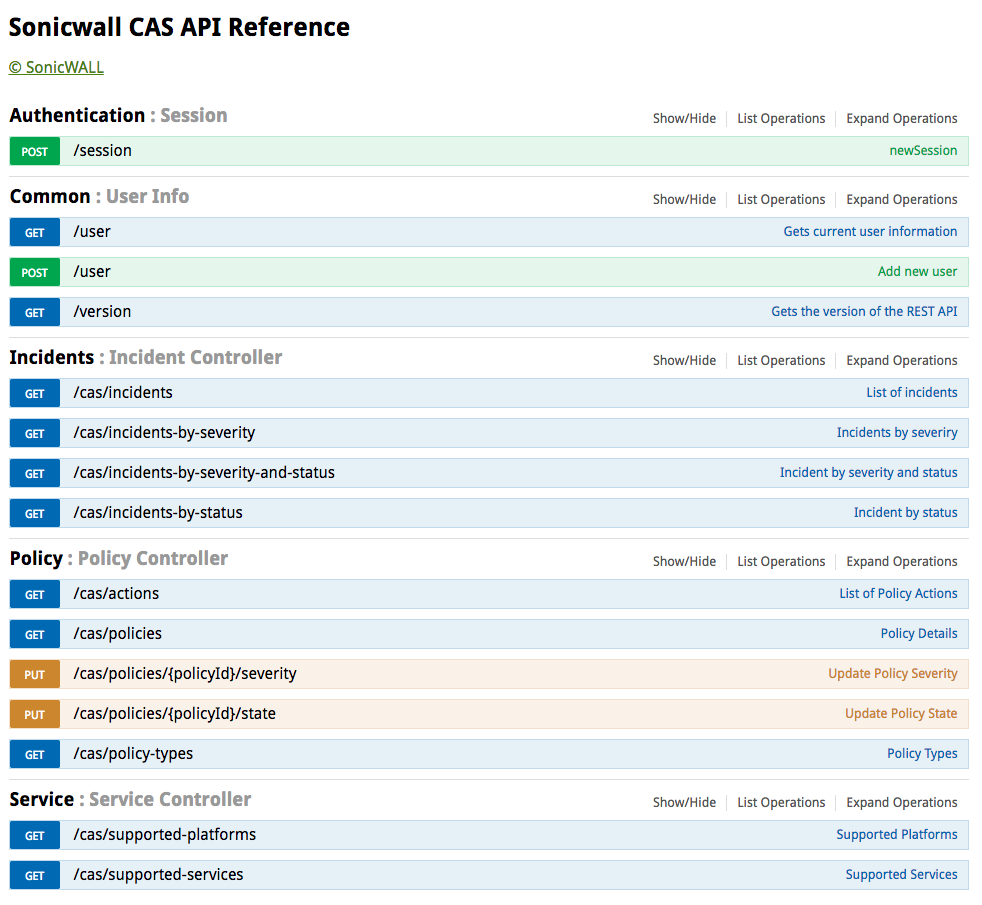 Sonicwall CAS API Reference
© SonicWALL
Authentication : Session Show/Hide List Operations Expand Operations
POST /session newSession
Common : User Info Show/Hide List Operations Expand Operations
GET /user Gets current user information
POST /user Add new user
GET /version Gets the version of the REST API
Incidents : Incident Controller Show/Hide List Operations Expand Operations
GET /cas/incidents List of incidents
GET /cas/incidents-by-severity Incidents by severiry
GET /cas/incidents-by-severity-and-status Incident by severity and status
GET /cas/incidents-by-status Incident by status
Policy : Policy Controller Show/Hide List Operations Expand Operations
GET /cas/actions List of Policy Actions
GET /cas/policies Policy Details
PUT /cas/policies/{policyId}/severity Update Policy Severity
PUT /cas/policies/{policyId}/state Update Policy State
GET /cas/policy-types Policy Types
Service : Service Controller Show/Hide List Operations Expand Operations
GET /cas/supported-platforms Supported Platforms
GET /cas/supported-services Supported Services